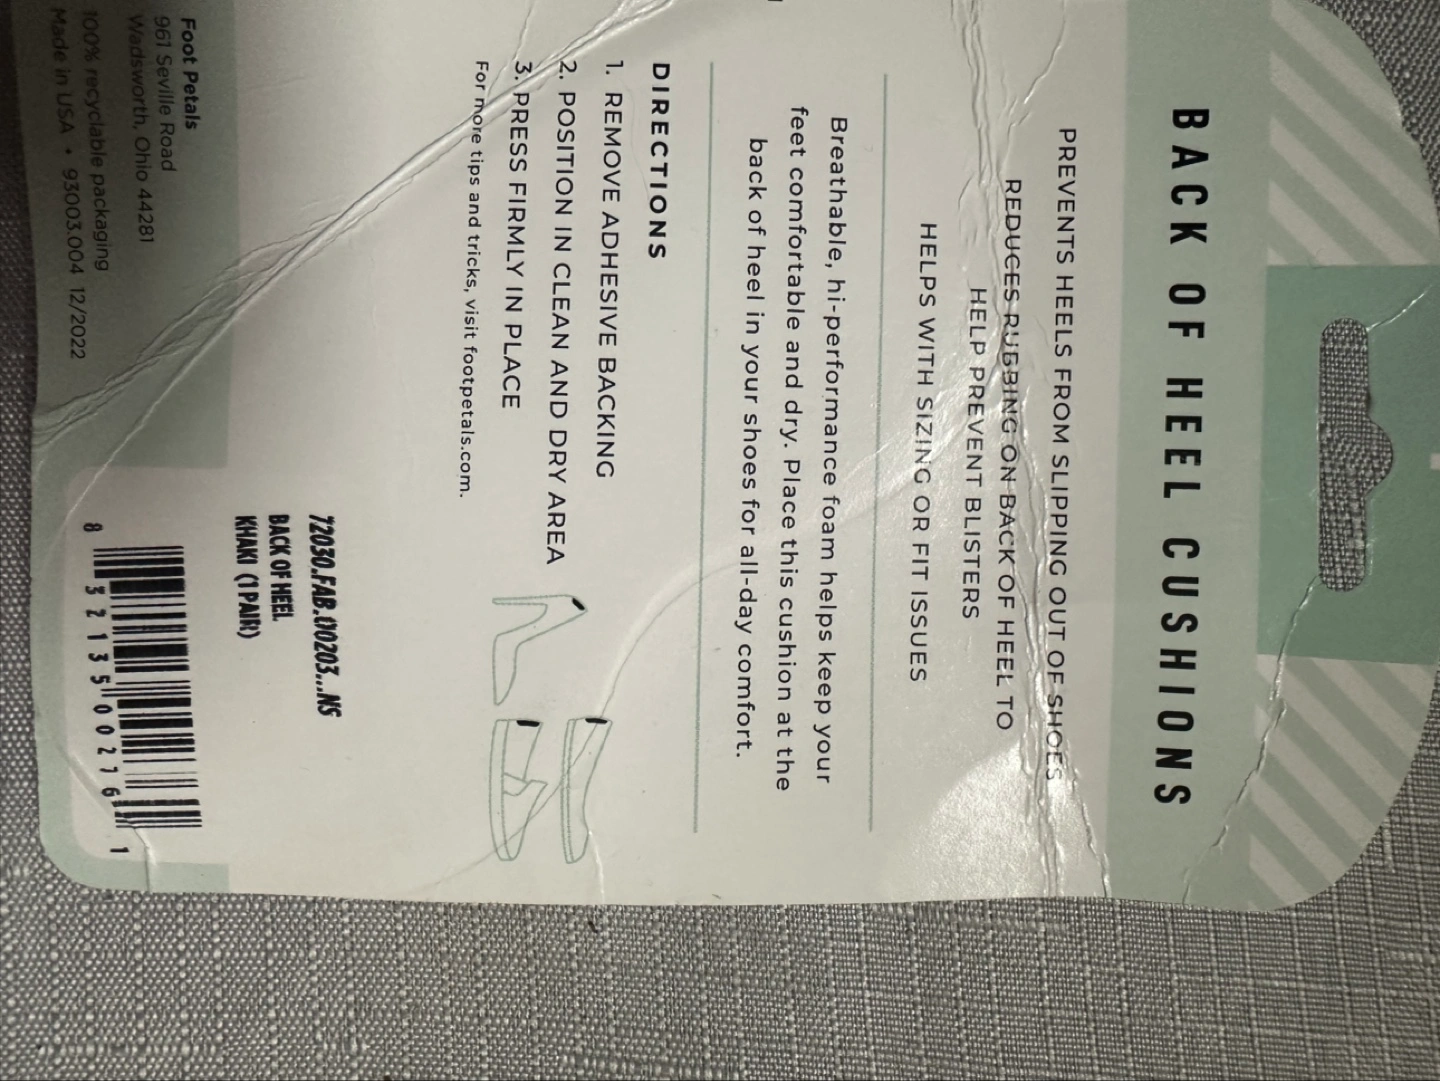 BACK OF HEEL CUSHIONS
PREVENTS HEELS FROM SLIPPING OUT OF SHOES
REDUCES RUBBING ON BACK OF HEEL TO
HELP PREVENT BLISTERS
HELPS WITH SIZING OR FIT ISSUES
Breathable, hi-performance foam helps keep your
feet comfortable and dry. Place this cushion at the
back of heel in your shoes for all-day comfort.
DIRECTIONS
1. REMOVE ADHESIVE BACKING
2. POSITION IN CLEAN AND DRY AREA
3. PRESS FIRMLY IN PLACE
For more tips and tricks, visit footpetals.com.
72030.FAB.0Y0203...NS
BACK OF HEEL
KHAKI (1 PAIR)
8 32135 00276 1
Foot Petals
961 Seville Road
Wadsworth, Ohio 44281
100% recyclable packaging
Made in USA • 93003.004 12/2022